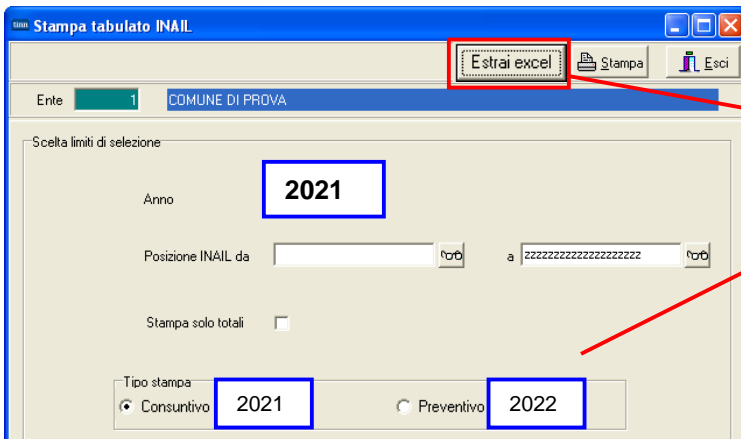 tinn Stampa tabulato INAIL
Estrai excel Stampa Esci
Ente 1 COMUNE DI PROVA
Scelta limiti di selezione
Anno 2021
Posizione INAIL da a zzzzzzzzzzzzzzzzzzzz
Stampa solo totali
Tipo stampa
Consuntivo 2021 Preventivo 2022